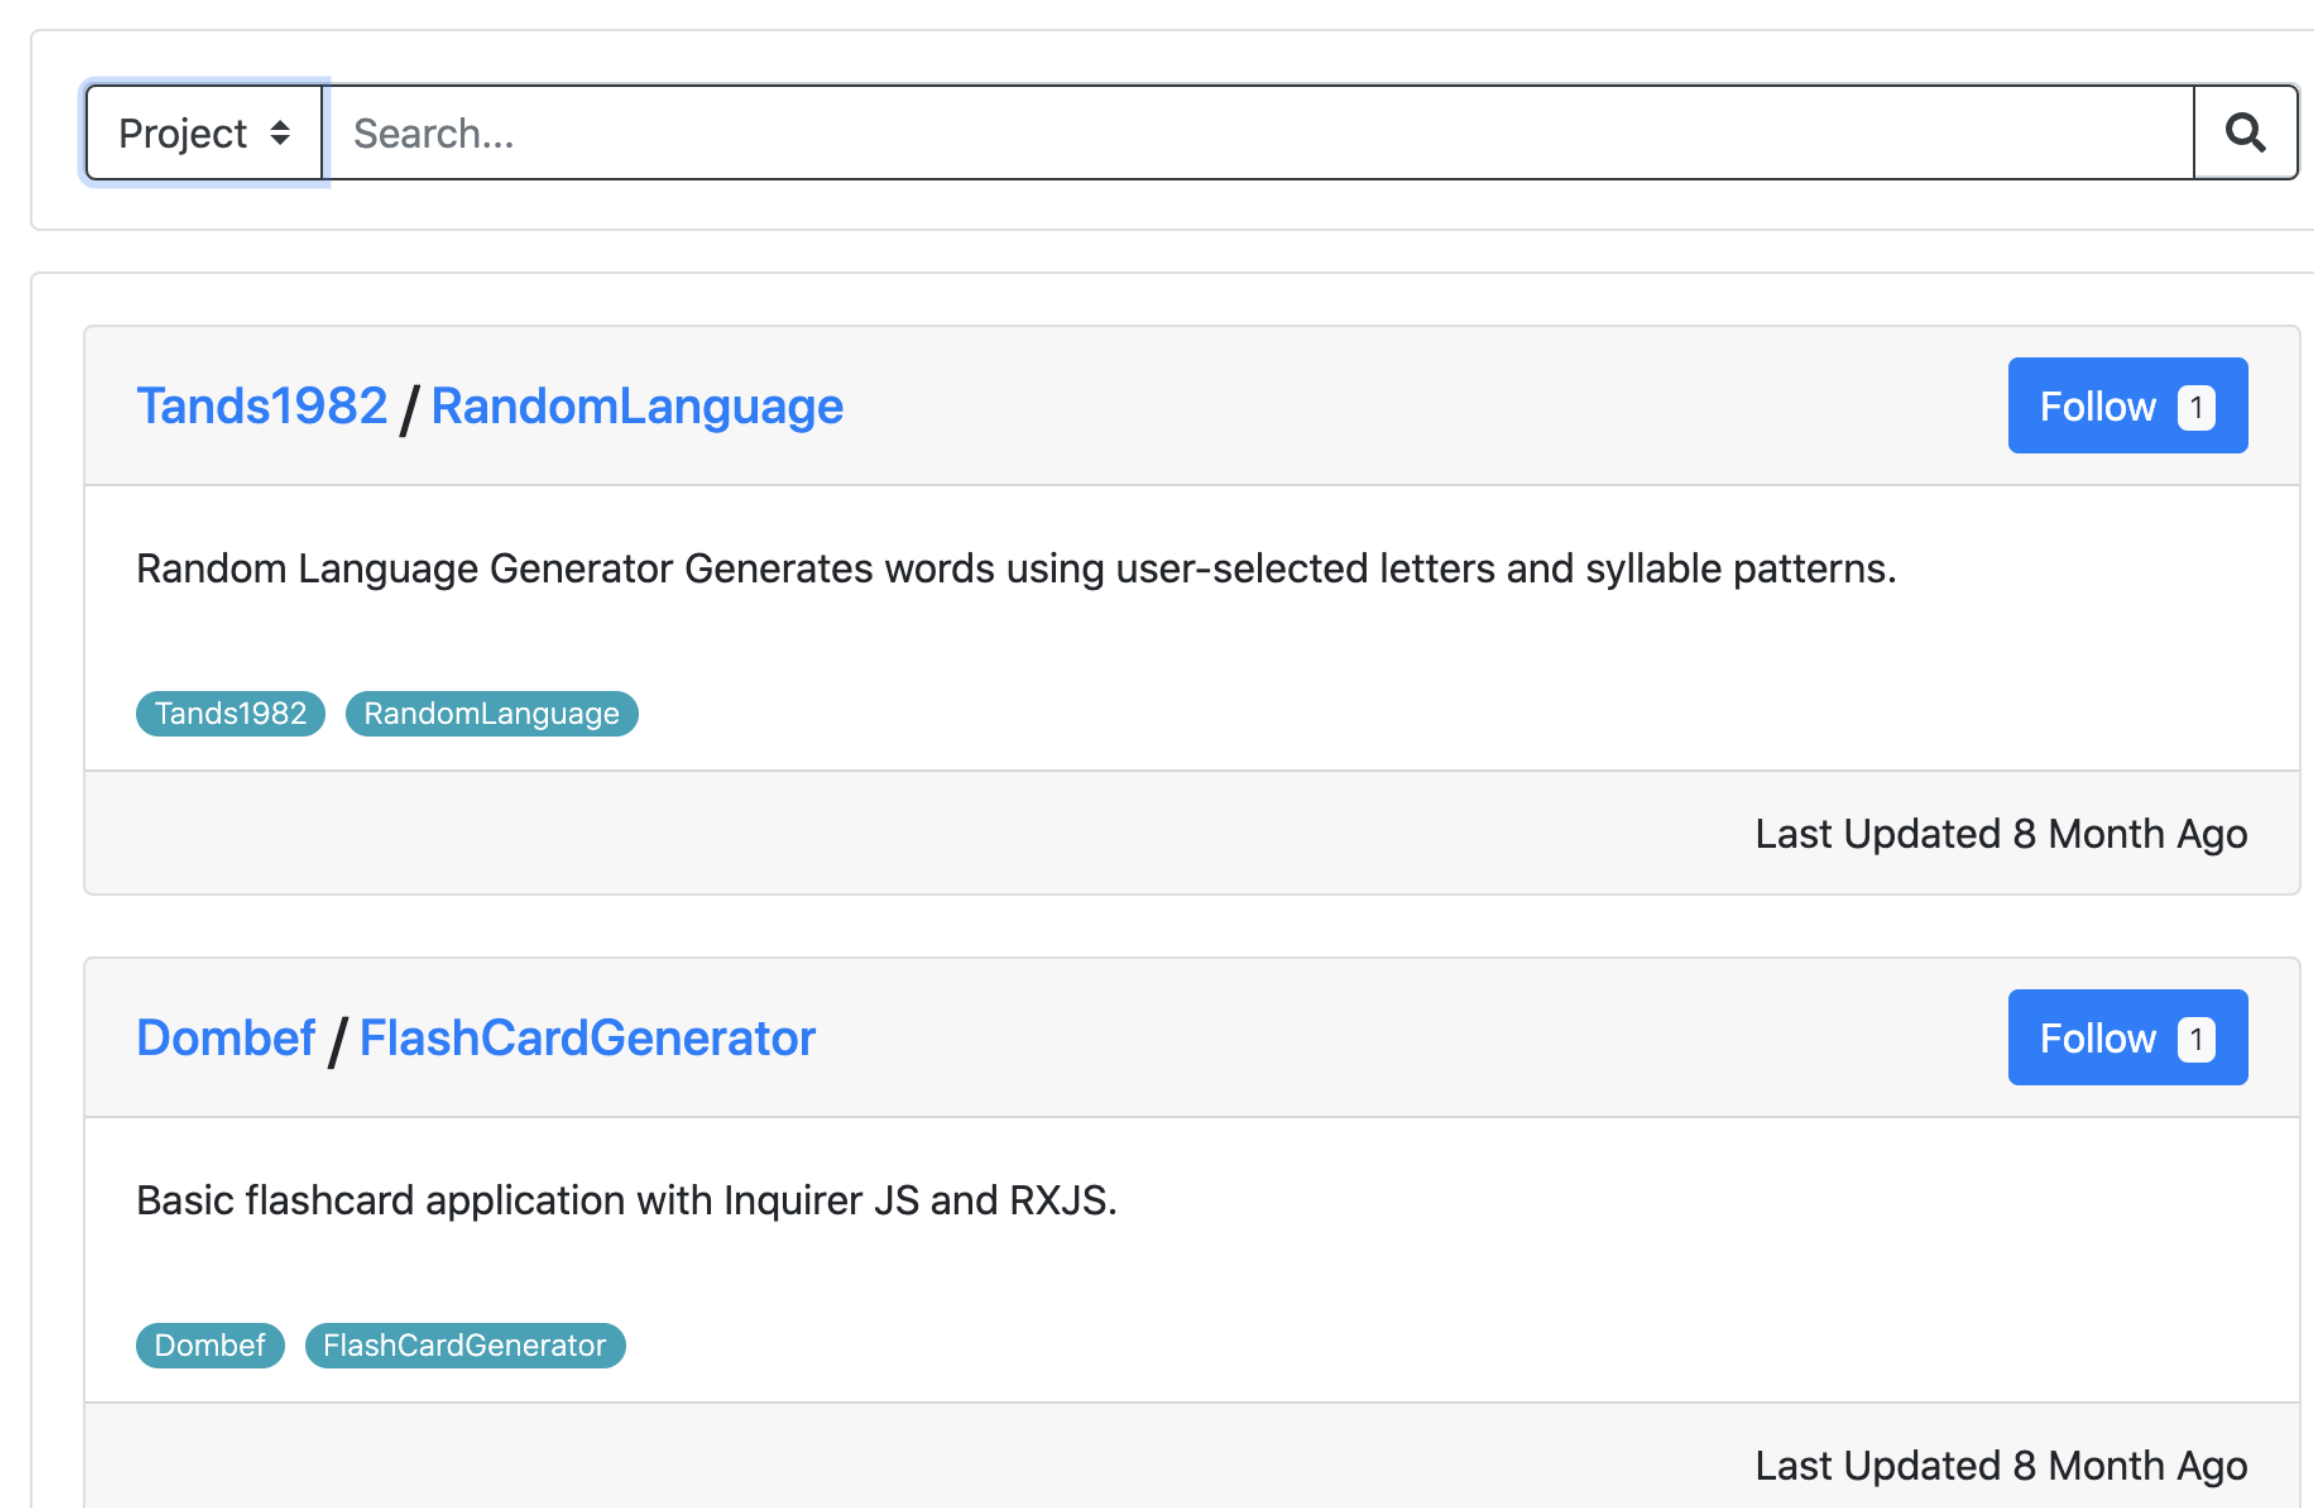 Project Search...
Tands1982 / RandomLanguage Follow 1
Random Language Generator Generates words using user-selected letters and syllable patterns.
Tands1982 RandomLanguage
Last Updated 8 Month Ago
Dombef / FlashCardGenerator Follow 1
Basic flashcard application with Inquirer JS and RXJS.
Dombef FlashCardGenerator
Last Updated 8 Month Ago